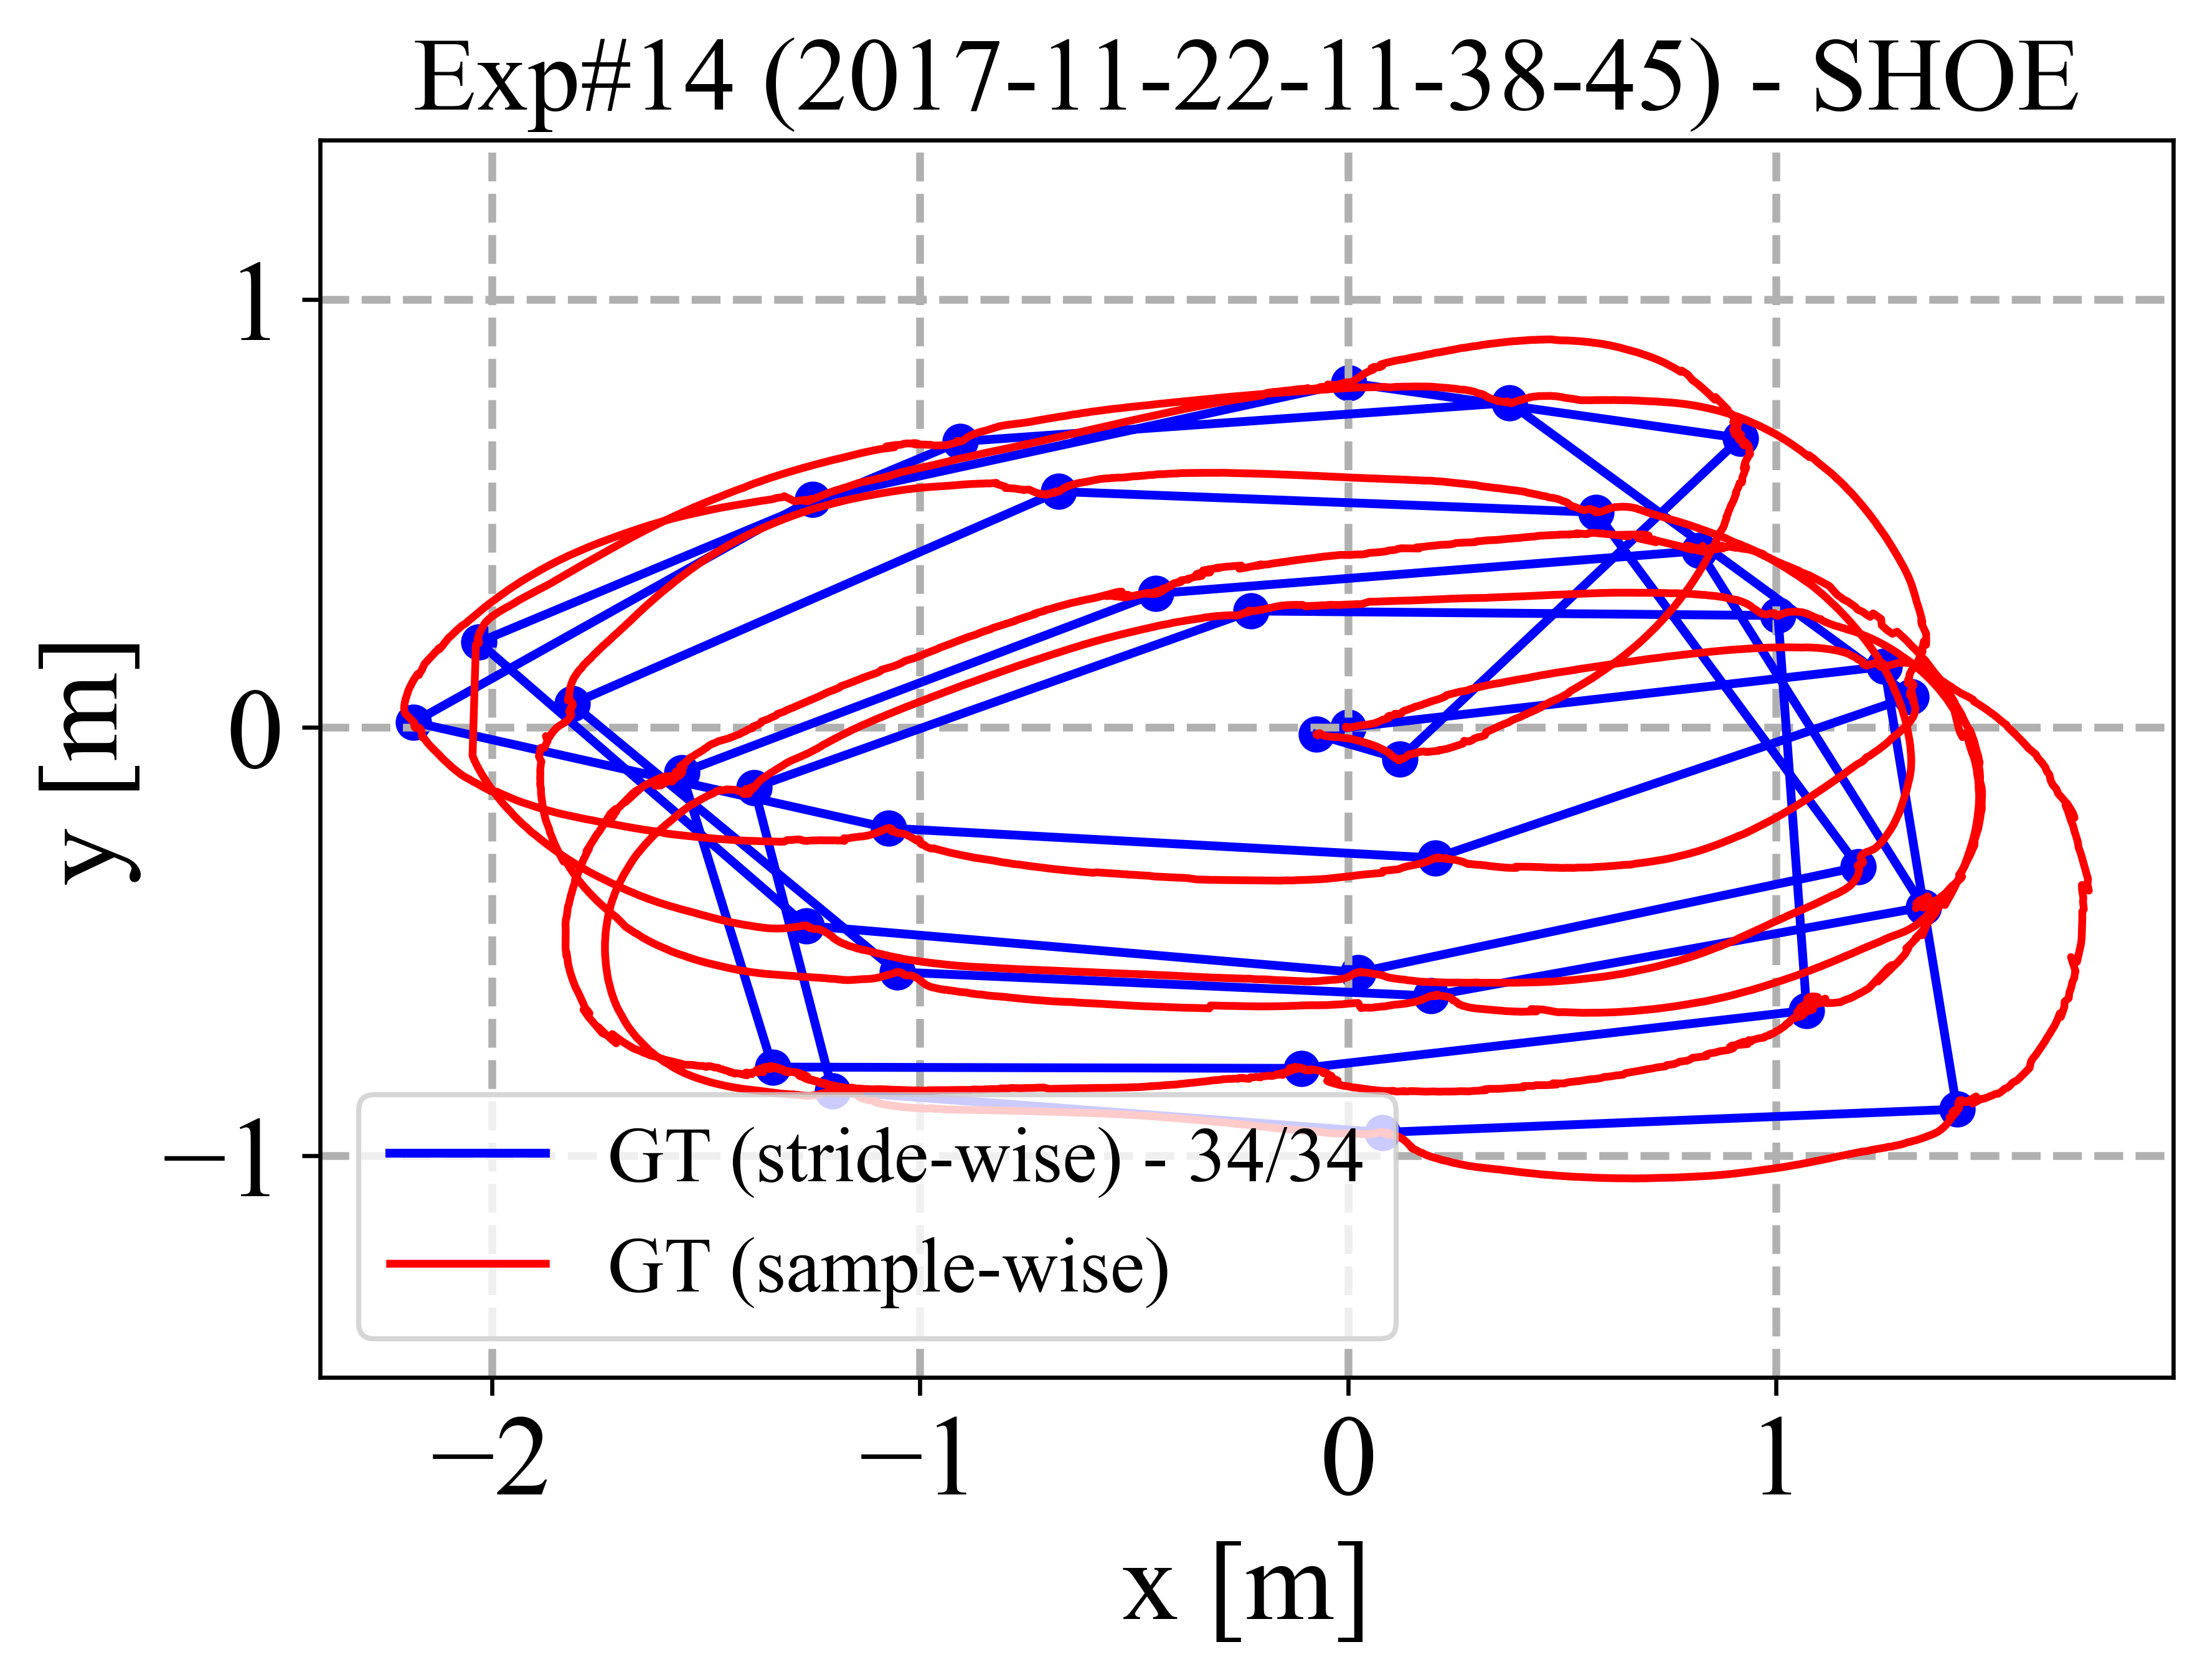 Exp#14 (2017-11-22-11-38-45) - SHOE
1
0
−1
y [m]
GT (stride-wise) - 34/34
GT (sample-wise)
−2
−1
0
1
x [m]